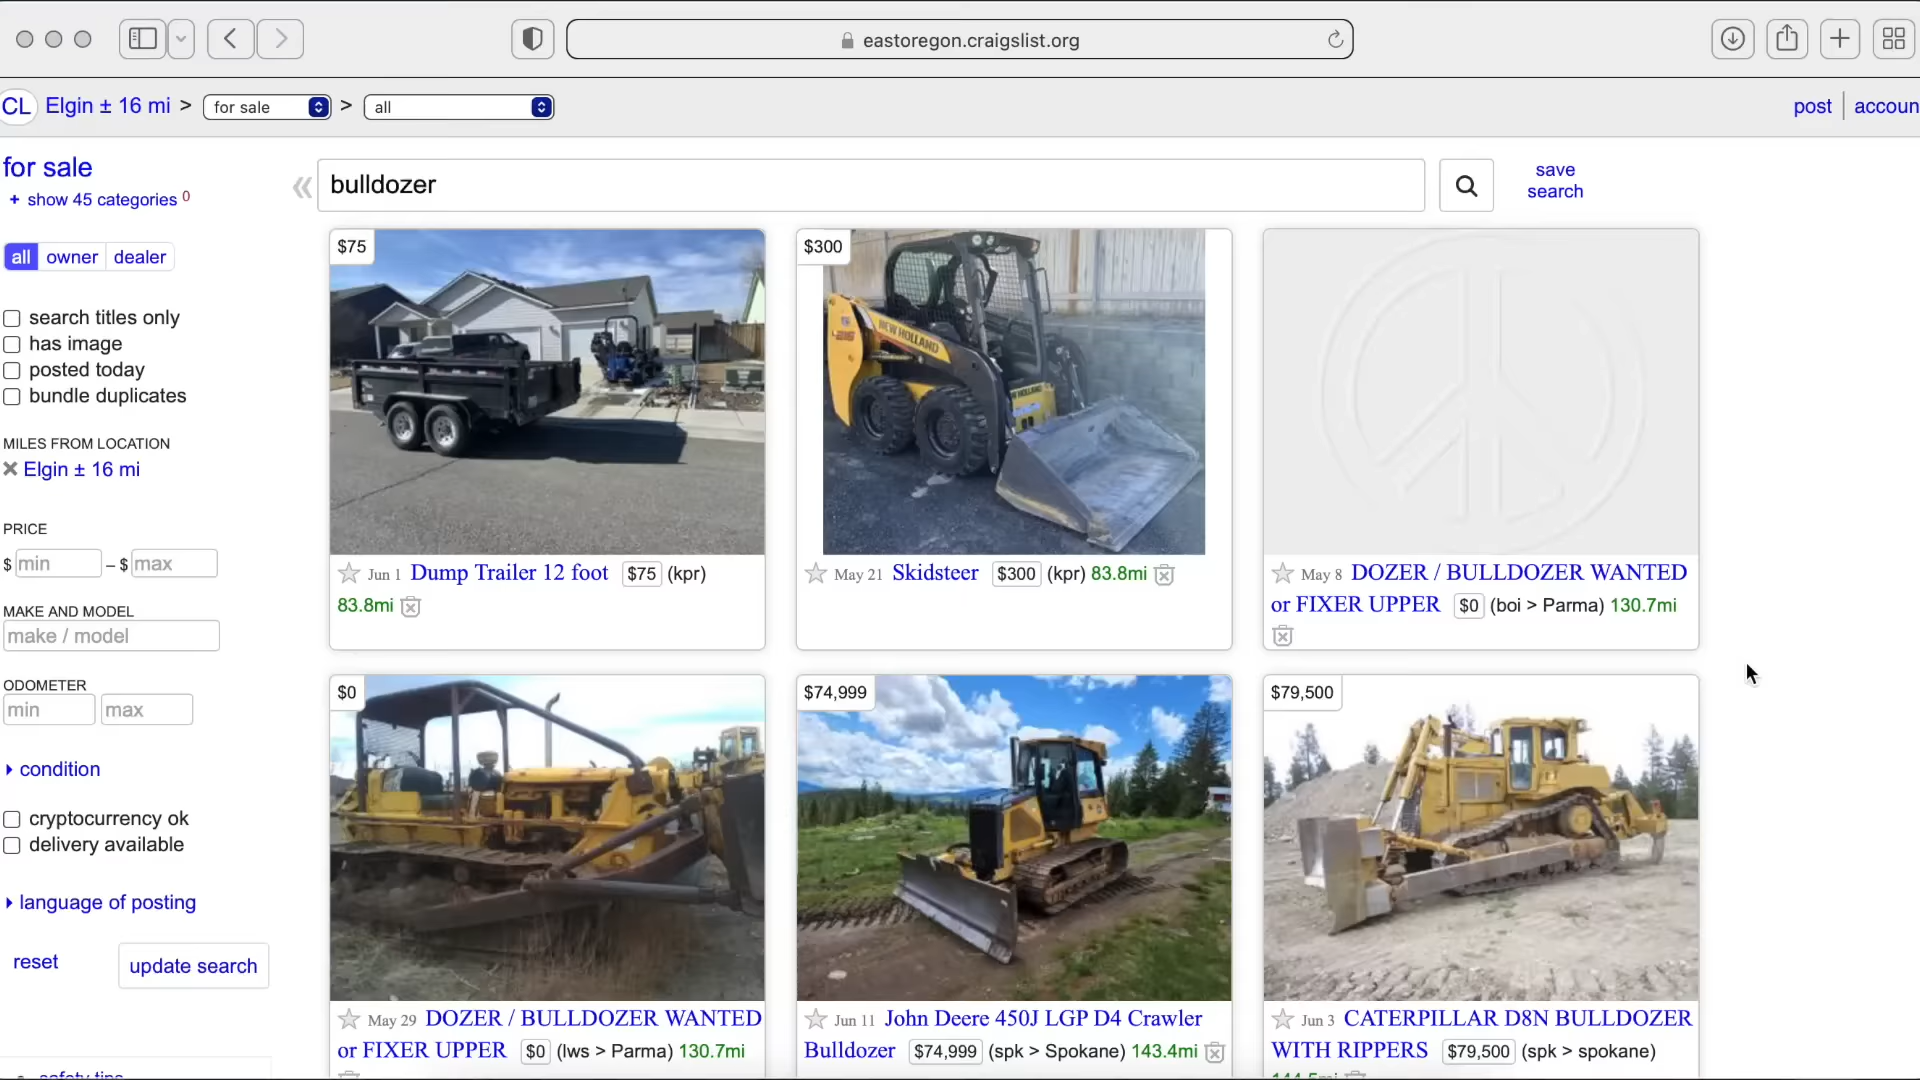 eastoregon.craigslist.org
CL Elgin ± 16 mi > for sale > all
post accoun
for sale
+ show 45 categories 0
bulldozer
save
search
all owner dealer
search titles only
has image
posted today
bundle duplicates
MILES FROM LOCATION
Elgin ± 16 mi
PRICE
$ min – $ max
MAKE AND MODEL
make / model
ODOMETER
min max
condition
cryptocurrency ok
delivery available
language of posting
reset update search
safety tips
$75
Jun 1 Dump Trailer 12 foot $75 (kpr)
83.8mi
$300
NEW HOLLAND
May 21 Skidsteer $300 (kpr) 83.8mi
May 8 DOZER / BULLDOZER WANTED
or FIXER UPPER $0 (boi > Parma) 130.7mi
$0
May 29 DOZER / BULLDOZER WANTED
or FIXER UPPER $0 (lws > Parma) 130.7mi
$74,999
Jun 11 John Deere 450J LGP D4 Crawler
Bulldozer $74,999 (spk > Spokane) 143.4mi
$79,500
Jun 3 CATERPILLAR D8N BULLDOZER
WITH RIPPERS $79,500 (spk > spokane)
144.5mi